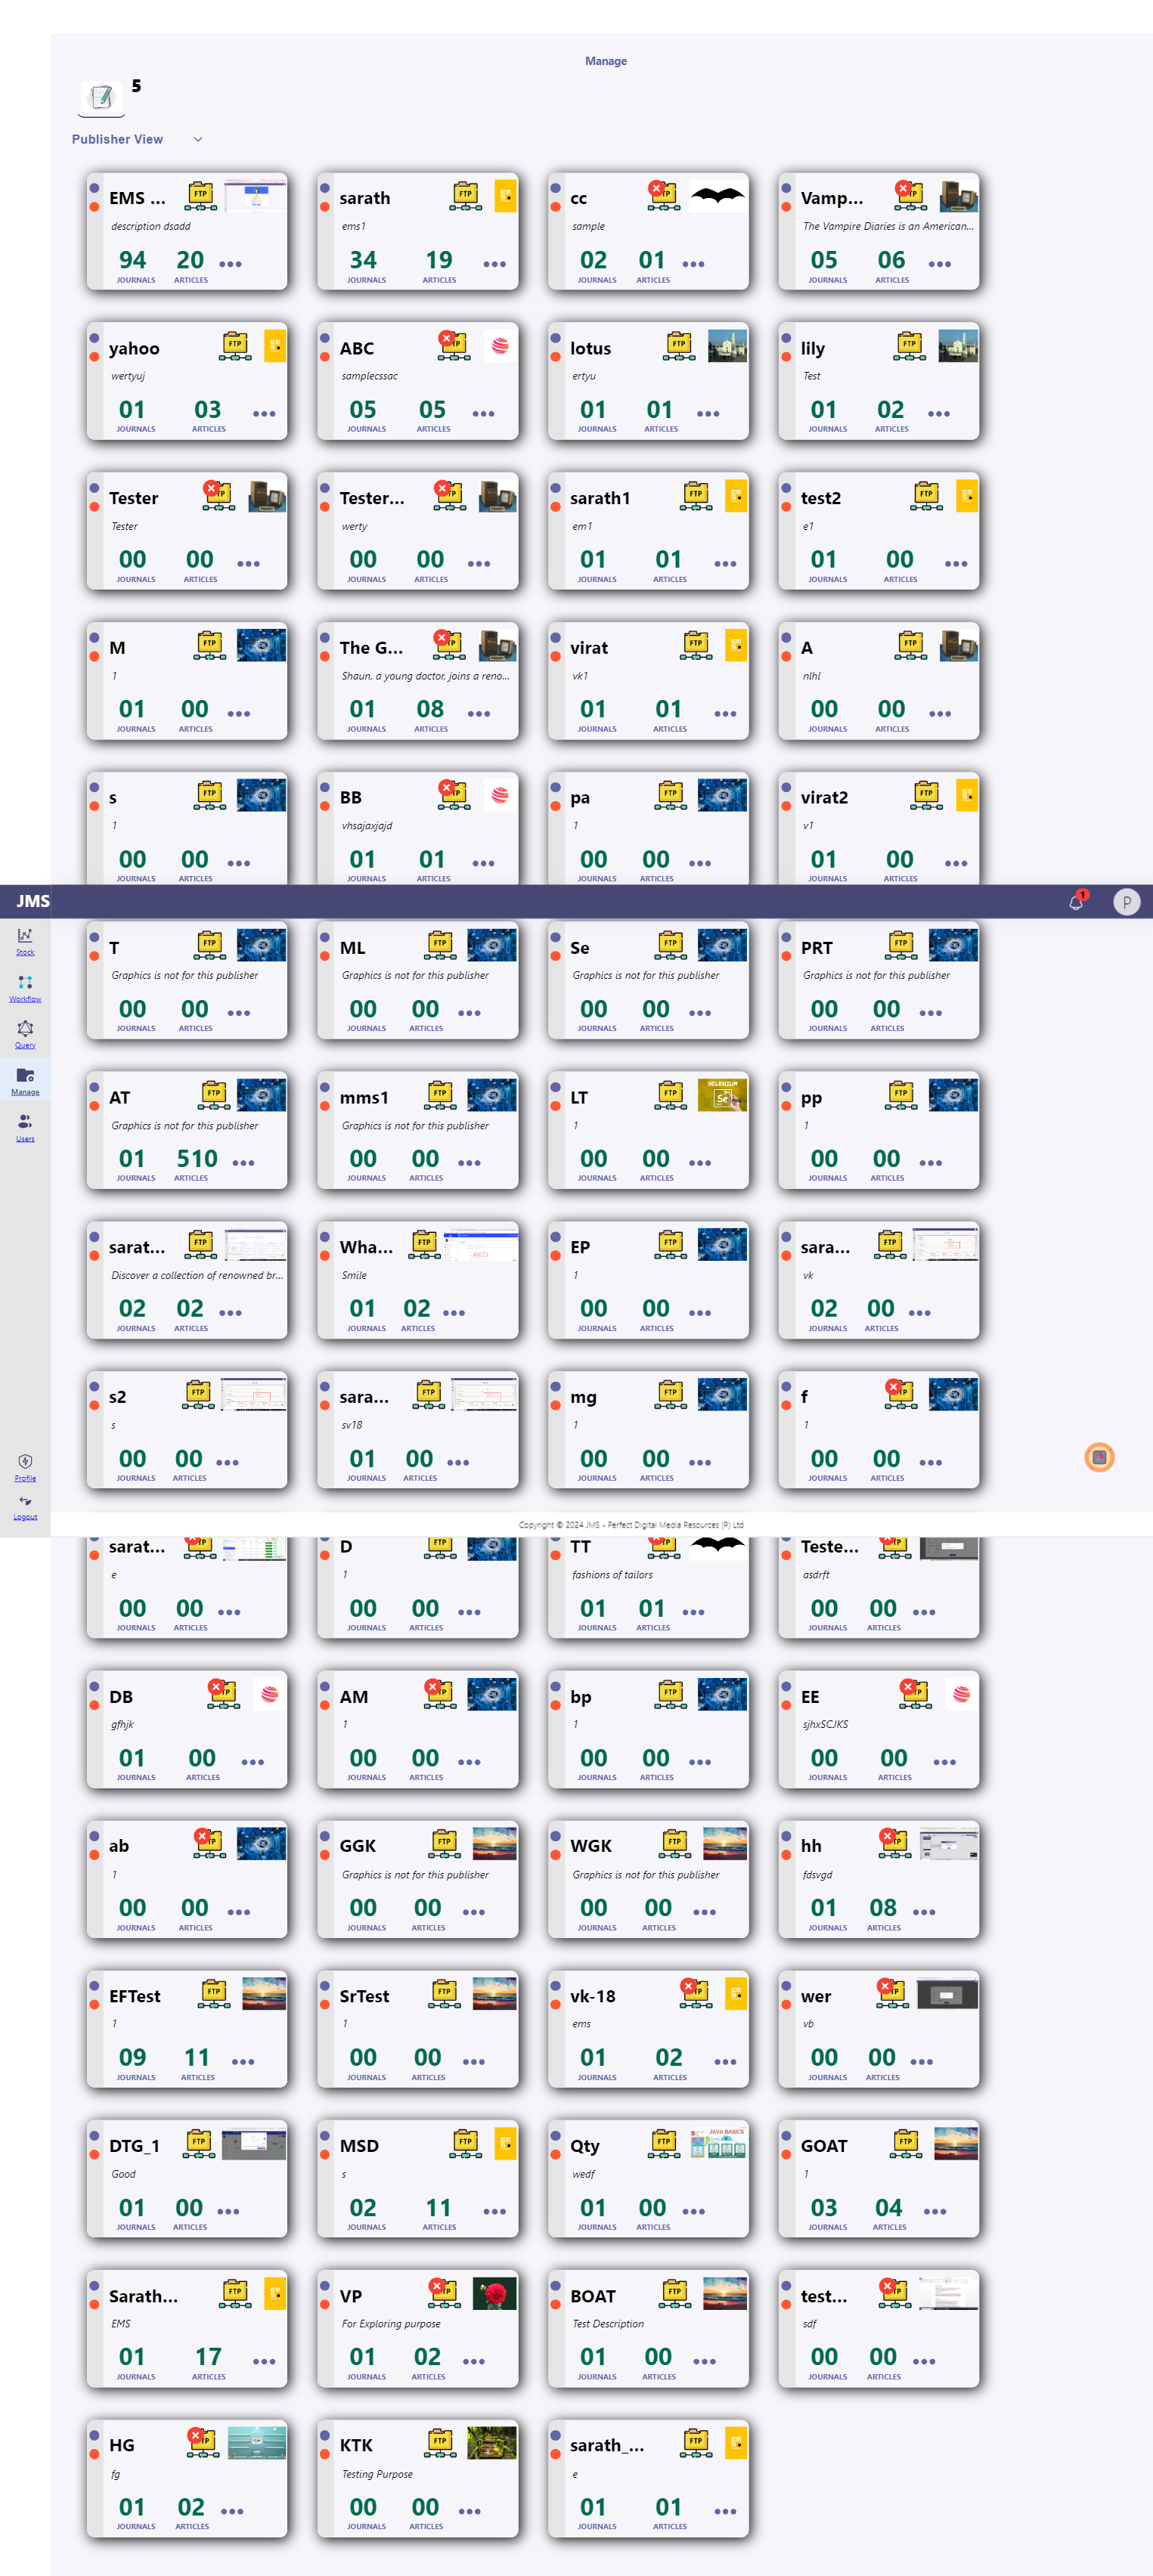 Manage
5
Publisher View
EMS ... FTP
sarath FTP
cc
Vamp...
description dsadd
ems1
sample
The Vampire Diaries is an American...
94 20
34 19
02 01
05 06
JOURNALS ARTICLES
JOURNALS ARTICLES
JOURNALS ARTICLES
JOURNALS ARTICLES
yahoo FTP
ABC
lotus FTP
lily FTP
wertyuj
samplecssac
ertyu
Test
01 03
05 05
01 01
01 02
JOURNALS ARTICLES
JOURNALS ARTICLES
JOURNALS ARTICLES
JOURNALS ARTICLES
Tester
Tester...
sarath1 FTP
test2 FTP
Tester
werty
em1
e1
00 00
00 00
01 01
01 00
JOURNALS ARTICLES
JOURNALS ARTICLES
JOURNALS ARTICLES
JOURNALS ARTICLES
M FTP
The G...
virat FTP
A FTP
1
Shaun, a young doctor, joins a reno...
vk1
nlhl
01 00
01 08
01 01
00 00
JOURNALS ARTICLES
JOURNALS ARTICLES
JOURNALS ARTICLES
JOURNALS ARTICLES
s FTP
BB
pa FTP
virat2 FTP
1
vhsajaxjajd
1
v1
00 00
01 01
00 00
01 00
JOURNALS ARTICLES
JOURNALS ARTICLES
JOURNALS ARTICLES
JOURNALS ARTICLES
JMS
1
P
Stock
Workflow
Query
Manage
Users
Profile
Logout
T FTP
ML FTP
Se FTP
PRT FTP
Graphics is not for this publisher
Graphics is not for this publisher
Graphics is not for this publisher
Graphics is not for this publisher
00 00
00 00
00 00
00 00
JOURNALS ARTICLES
JOURNALS ARTICLES
JOURNALS ARTICLES
JOURNALS ARTICLES
AT FTP
mms1 FTP
LT FTP SELENIUM Se
pp FTP
Graphics is not for this publisher
Graphics is not for this publisher
1
1
01 510
00 00
00 00
00 00
JOURNALS ARTICLES
JOURNALS ARTICLES
JOURNALS ARTICLES
JOURNALS ARTICLES
sarat... FTP
Wha... FTP
EP FTP
sara... FTP
Discover a collection of renowned br...
Smile
1
vk
02 02
01 02
00 00
02 00
JOURNALS ARTICLES
JOURNALS ARTICLES
JOURNALS ARTICLES
JOURNALS ARTICLES
s2 FTP
sara... FTP
mg FTP
f
s
sv18
1
1
00 00
01 00
00 00
00 00
JOURNALS ARTICLES
JOURNALS ARTICLES
JOURNALS ARTICLES
JOURNALS ARTICLES
Copyright © 2024 JMS - Perfect Digital Media Resources (P) Ltd
sarat...
D
TT
Teste...
e
1
fashions of tailors
asdrft
00 00
00 00
01 01
00 00
JOURNALS ARTICLES
JOURNALS ARTICLES
JOURNALS ARTICLES
JOURNALS ARTICLES
DB
AM
bp FTP
EE
gfhjk
1
1
sjhxSCJKS
01 00
00 00
00 00
00 00
JOURNALS ARTICLES
JOURNALS ARTICLES
JOURNALS ARTICLES
JOURNALS ARTICLES
ab
GGK FTP
WGK FTP
hh
1
Graphics is not for this publisher
Graphics is not for this publisher
fdsvgd
00 00
00 00
00 00
01 08
JOURNALS ARTICLES
JOURNALS ARTICLES
JOURNALS ARTICLES
JOURNALS ARTICLES
EFTest FTP
SrTest FTP
vk-18
wer
1
1
ems
vb
09 11
00 00
01 02
00 00
JOURNALS ARTICLES
JOURNALS ARTICLES
JOURNALS ARTICLES
JOURNALS ARTICLES
DTG_1 FTP
MSD FTP
Qty FTP JAVA BASICS
GOAT FTP
Good
s
wedf
1
01 00
02 11
01 00
03 04
JOURNALS ARTICLES
JOURNALS ARTICLES
JOURNALS ARTICLES
JOURNALS ARTICLES
Sarath... FTP
VP
BOAT FTP
test...
EMS
For Exploring purpose
Test Description
sdf
01 17
01 02
01 00
00 00
JOURNALS ARTICLES
JOURNALS ARTICLES
JOURNALS ARTICLES
JOURNALS ARTICLES
HG
KTK FTP
sarath_... FTP
fg
Testing Purpose
e
01 02
00 00
01 01
JOURNALS ARTICLES
JOURNALS ARTICLES
JOURNALS ARTICLES